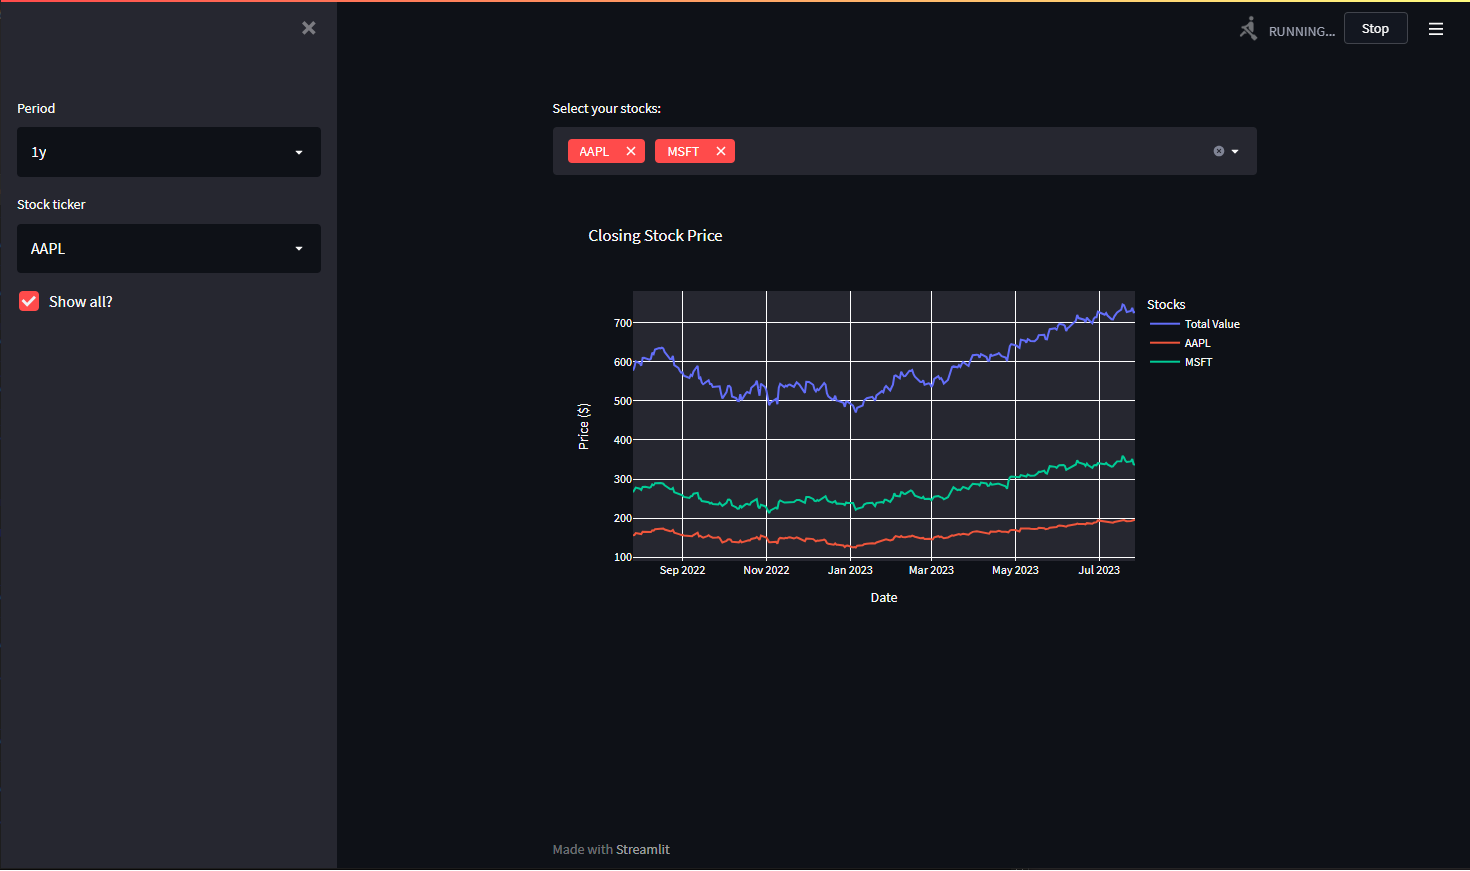 RUNNING...
Stop
Period
1y
Stock ticker
AAPL
Show all?
Select your stocks:
AAPL MSFT
Closing Stock Price
Price ($)
700
600
500
400
300
200
100
Sep 2022 Nov 2022 Jan 2023 Mar 2023 May 2023 Jul 2023
Date
Stocks
Total Value
AAPL
MSFT
Made with Streamlit